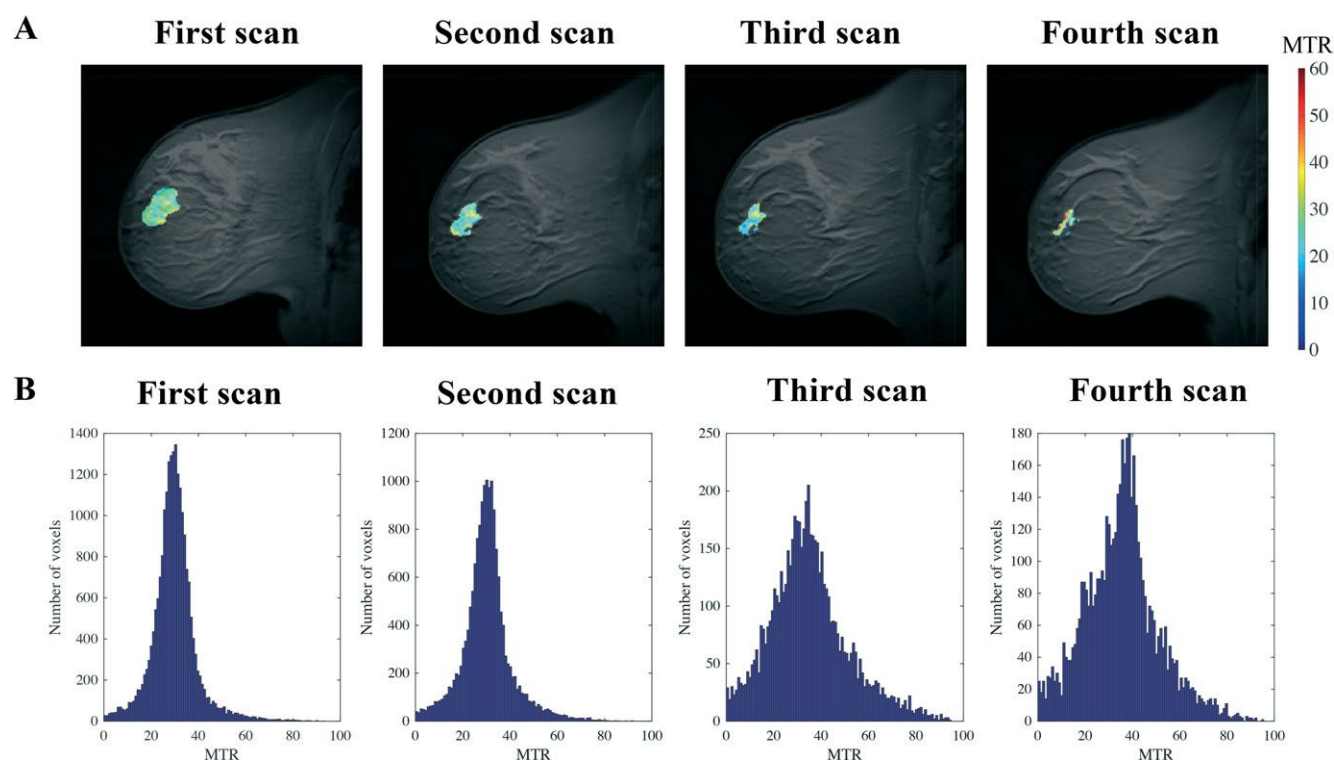 A
First scan
Second scan
Third scan
Fourth scan
MTR
60
50
40
30
20
10
0
B
First scan
Second scan
Third scan
Fourth scan
Number of voxels
1400
1200
1000
800
600
400
200
0
0 20 40 60 80 100
MTR
Number of voxels
1200
1000
800
600
400
200
0
0 20 40 60 80 100
MTR
Number of voxels
250
200
150
100
50
0
0 20 40 60 80 100
MTR
Number of voxels
180
160
140
120
100
80
60
40
20
0
0 20 40 60 80 100
MTR